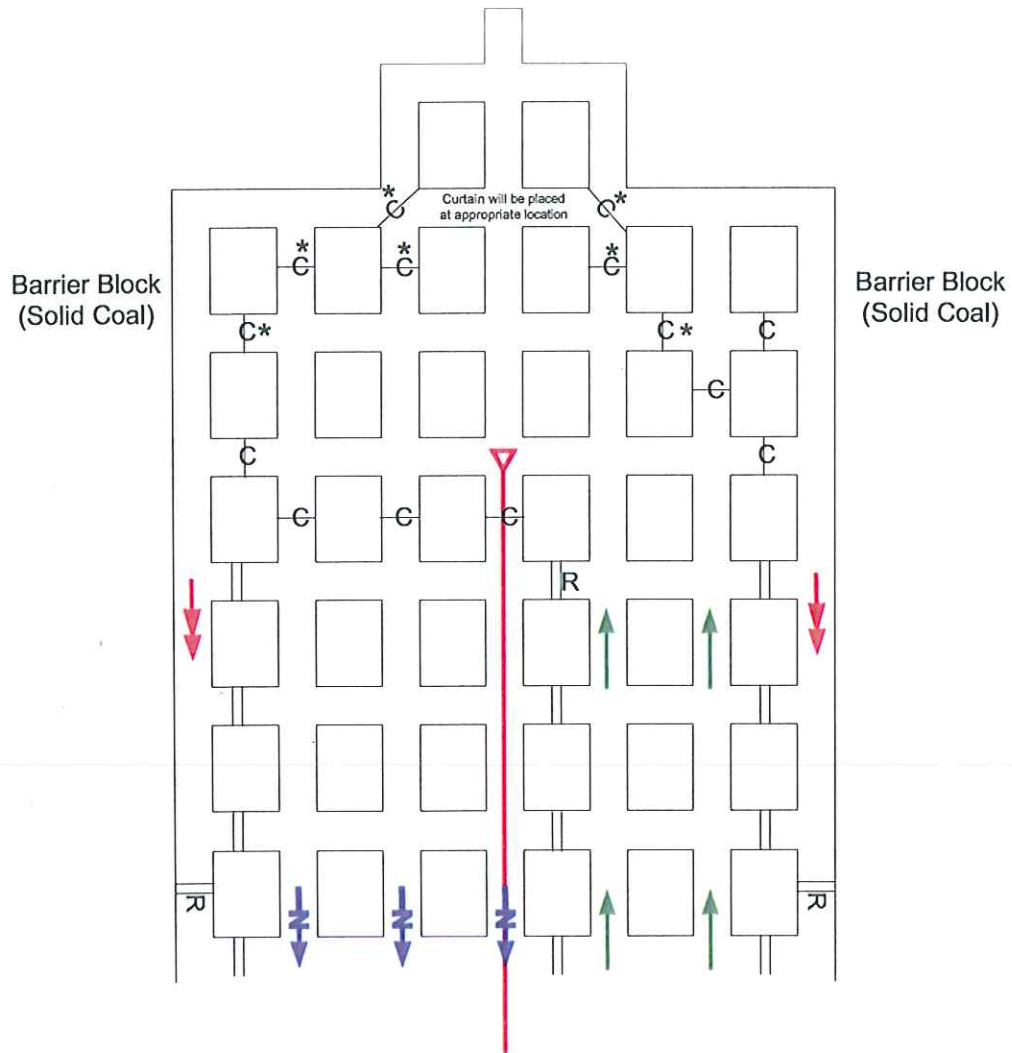 *
C
C*
Curtain will be placed
at appropriate location
*
C
*
C
*
C
Barrier Block
(Solid Coal)
Barrier Block
(Solid Coal)
C*
C*
C
C
C
C
C
C
C
R
R
R
N
N
N